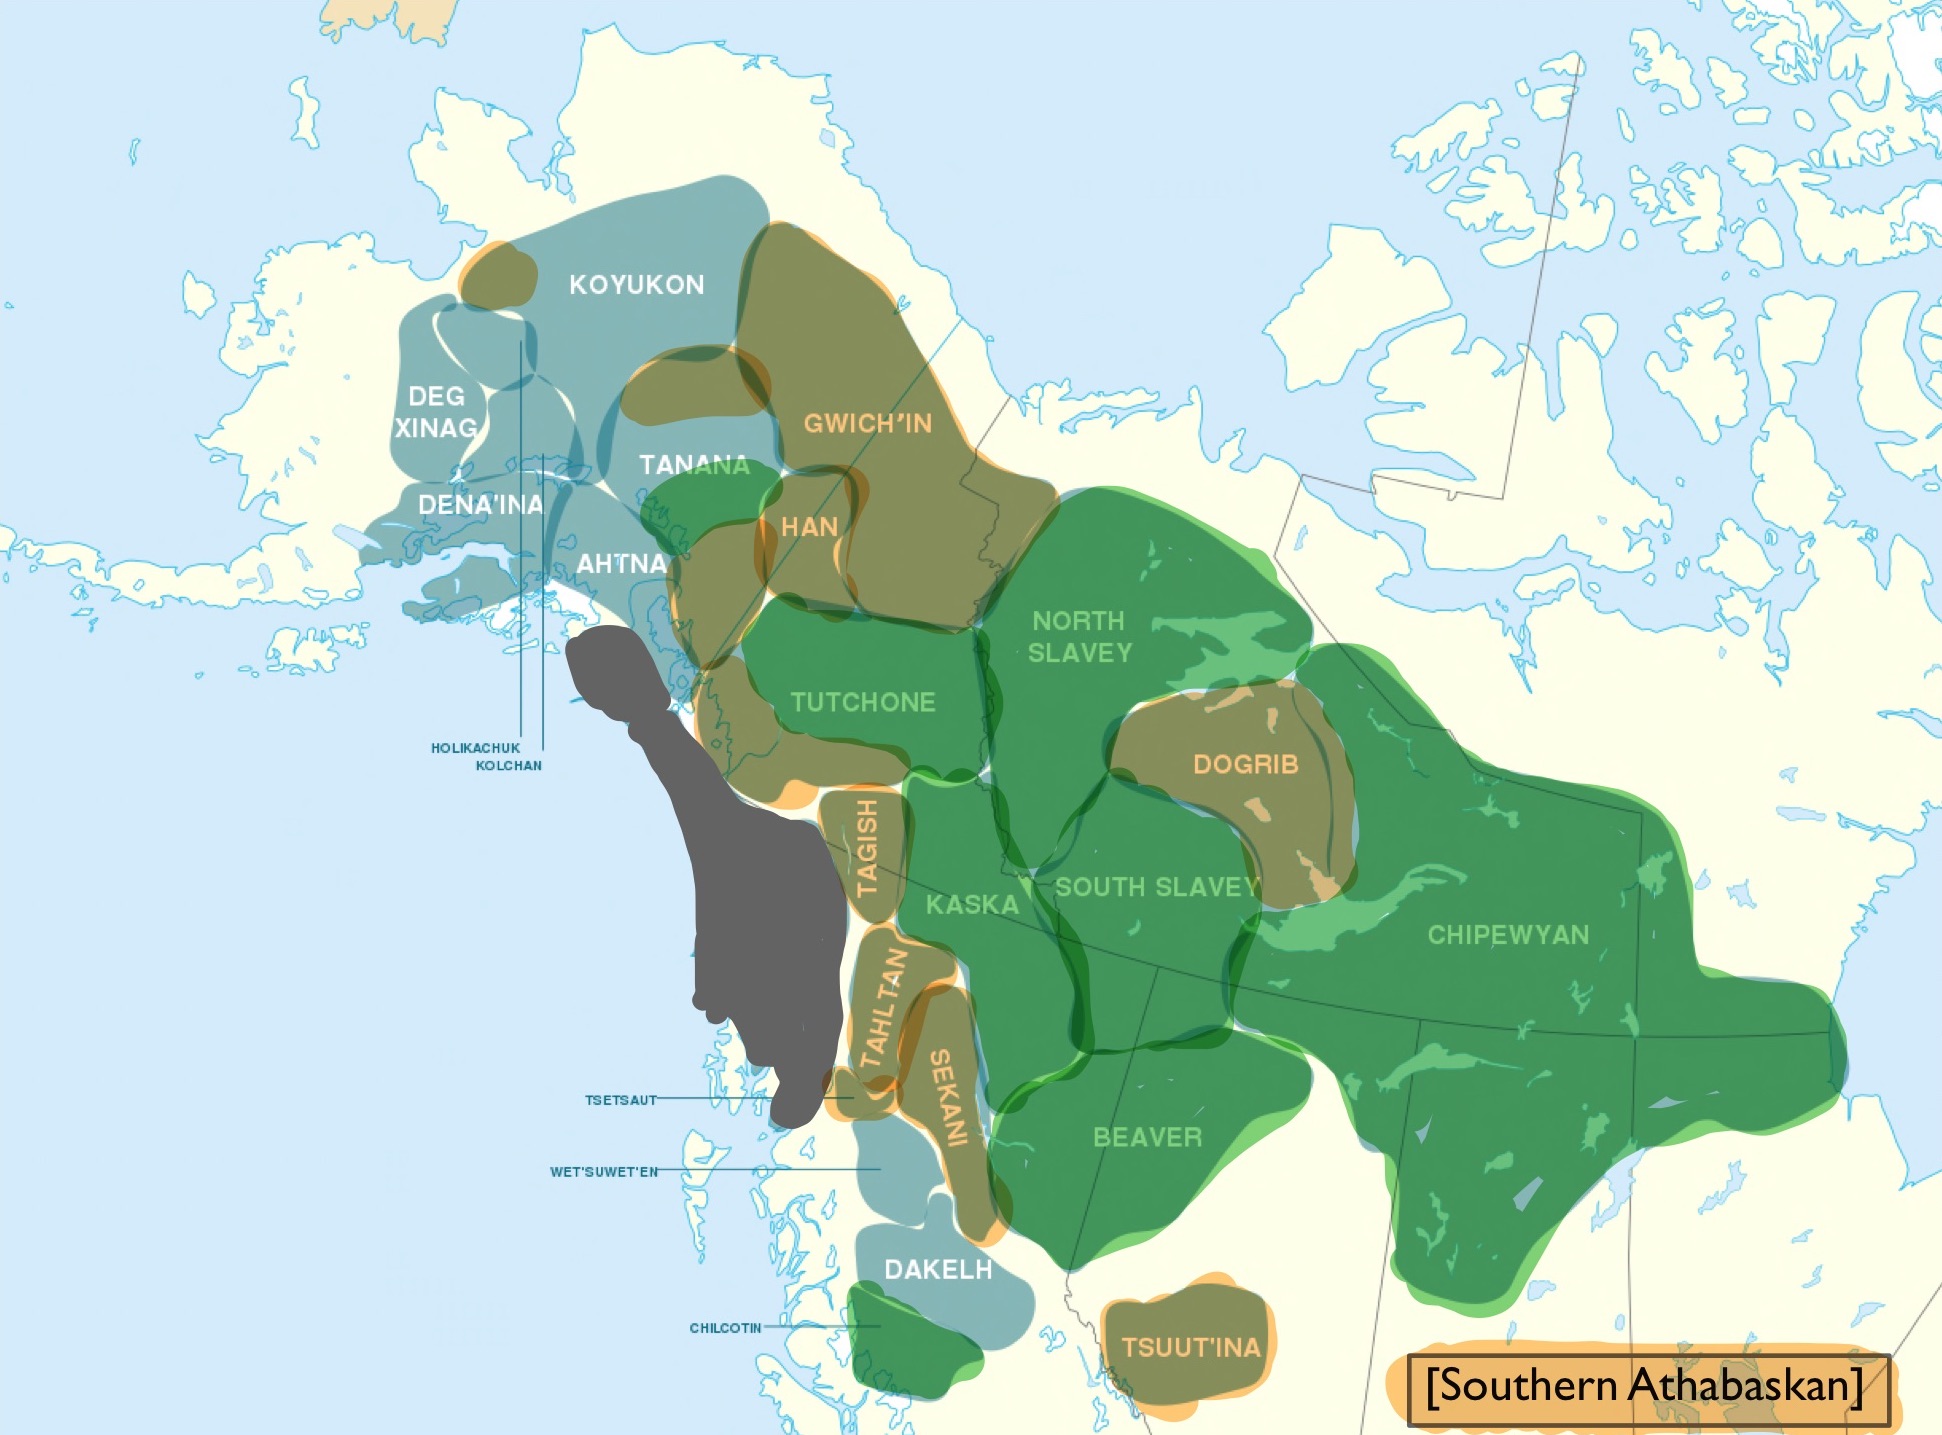 KOYUKON
DEG
XINAG
GWICH'IN
TANANA
DENA'INA
HAN
AHTNA
NORTH
SLAVEY
TUTCHONE
HOLIKACHUK
KOLCHAN
DOGRIB
TAGISH
KASKA
SOUTH SLAVEY
CHIPEWYAN
TAHLTAN
SEKANI
TSETSAUT
BEAVER
WET'SUWET'EN
DAKELH
CHILCOTIN
TSUUT'INA
[Southern Athabaskan]